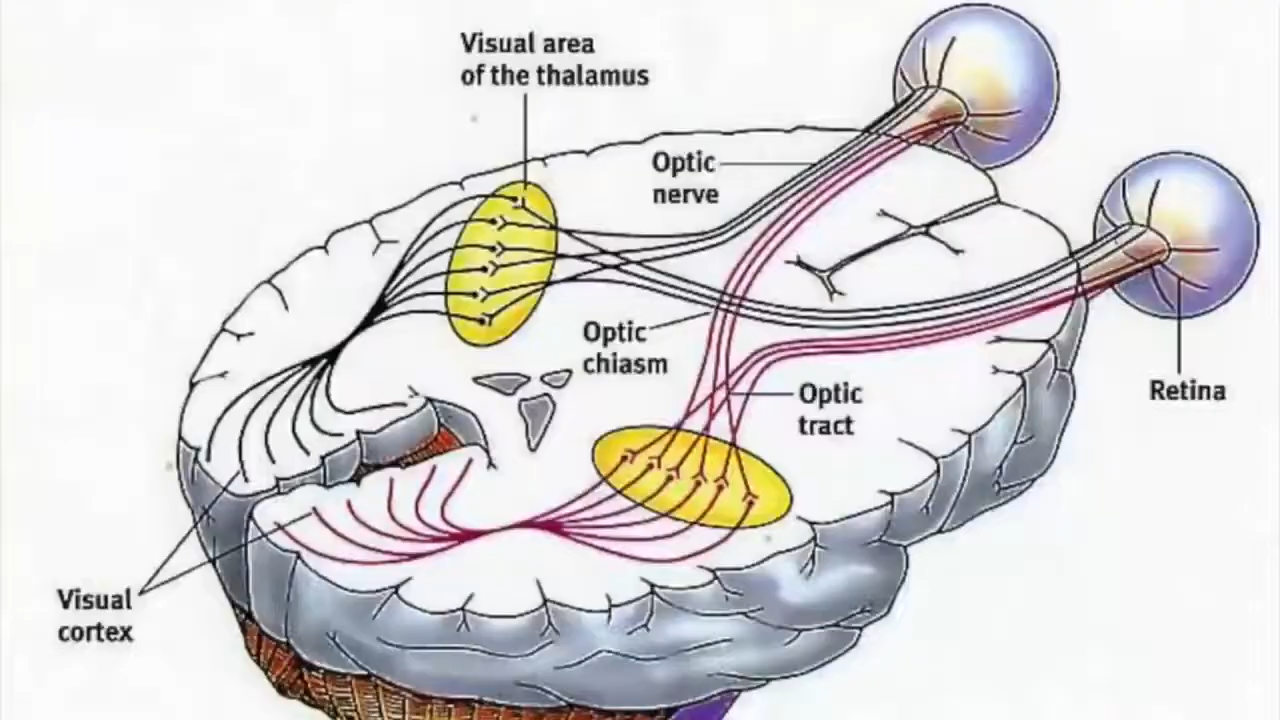 Visual area
of the thalamus
Optic
nerve
Optic
chiasm
Optic
tract
Retina
Visual
cortex